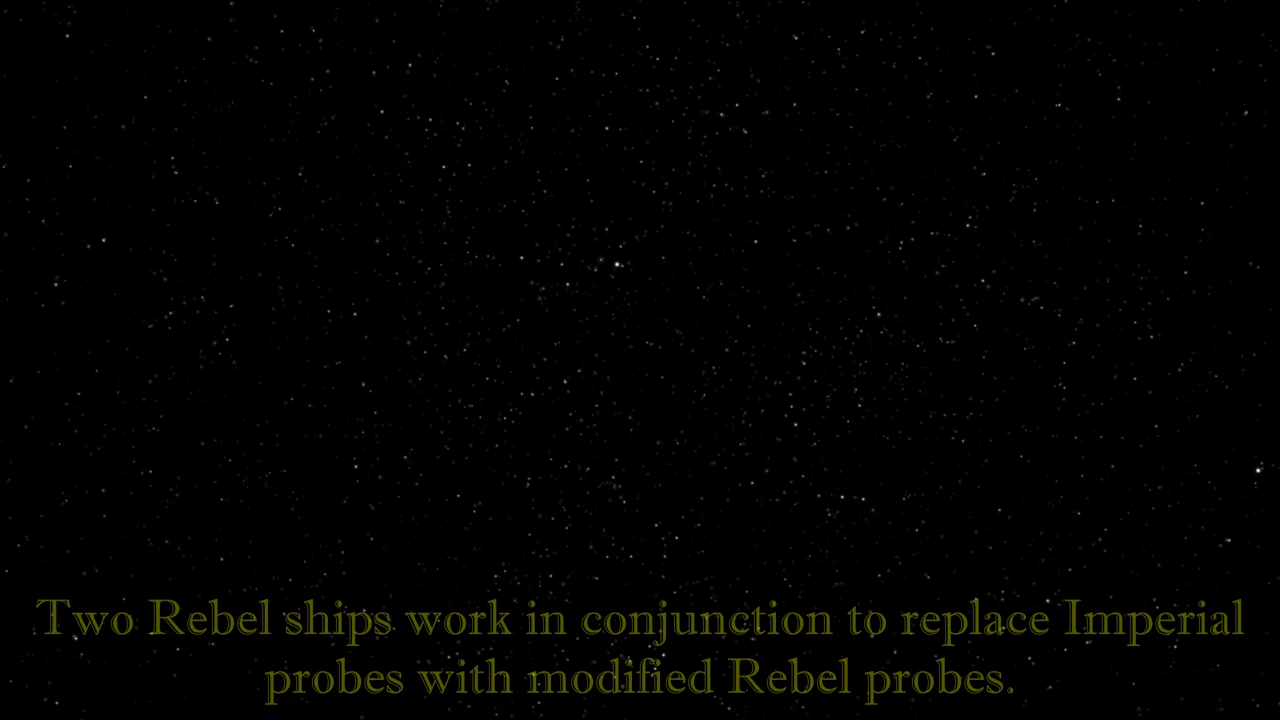 Two Rebel ships work in conjunction to replace Imperial
probes with modified Rebel probes.